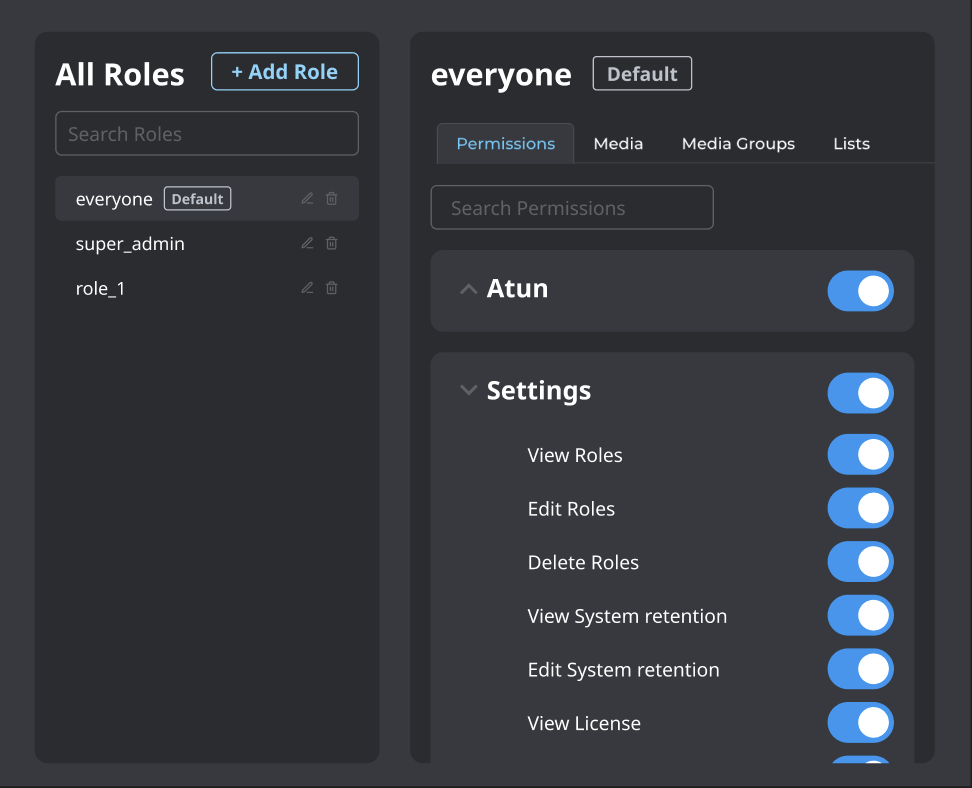 All Roles
+ Add Role
Search Roles
everyone Default
super_admin
role_1
everyone Default
Permissions Media Media Groups Lists
Search Permissions
Atun
Settings
View Roles
Edit Roles
Delete Roles
View System retention
Edit System retention
View License